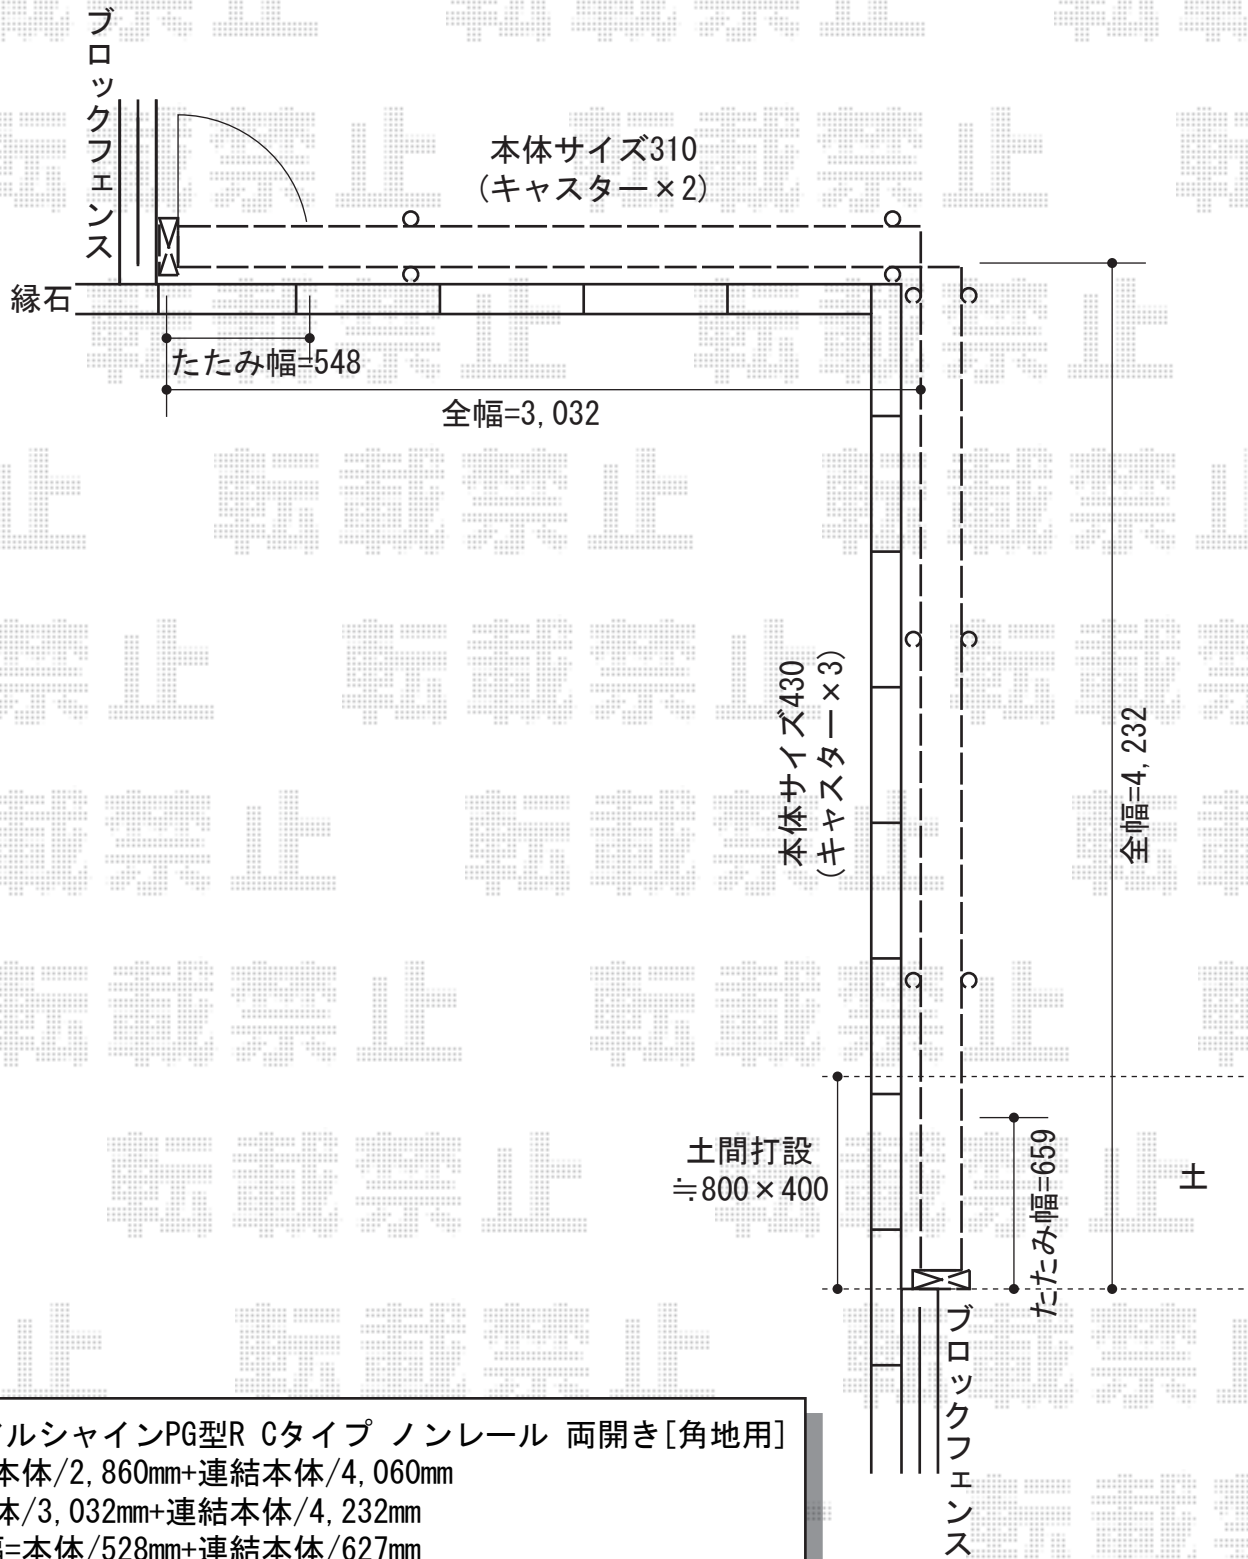 ブロックフェンス
本体サイズ310
(キャスター×2)
縁石
たたみ幅=548
全幅=3,032
本体サイズ430
(キャスター×3)
全幅=4,232
土間打設
≒800×400
たたみ幅=659
土
ブロックフェンス
ルシャインPG型R Cタイプ ノンレール 両開き[角地用]
本体/2,860mm+連結本体/4,060mm
体/3,032mm+連結本体/4,232mm
=本体/528mm+連結本体/627mm
転載禁止